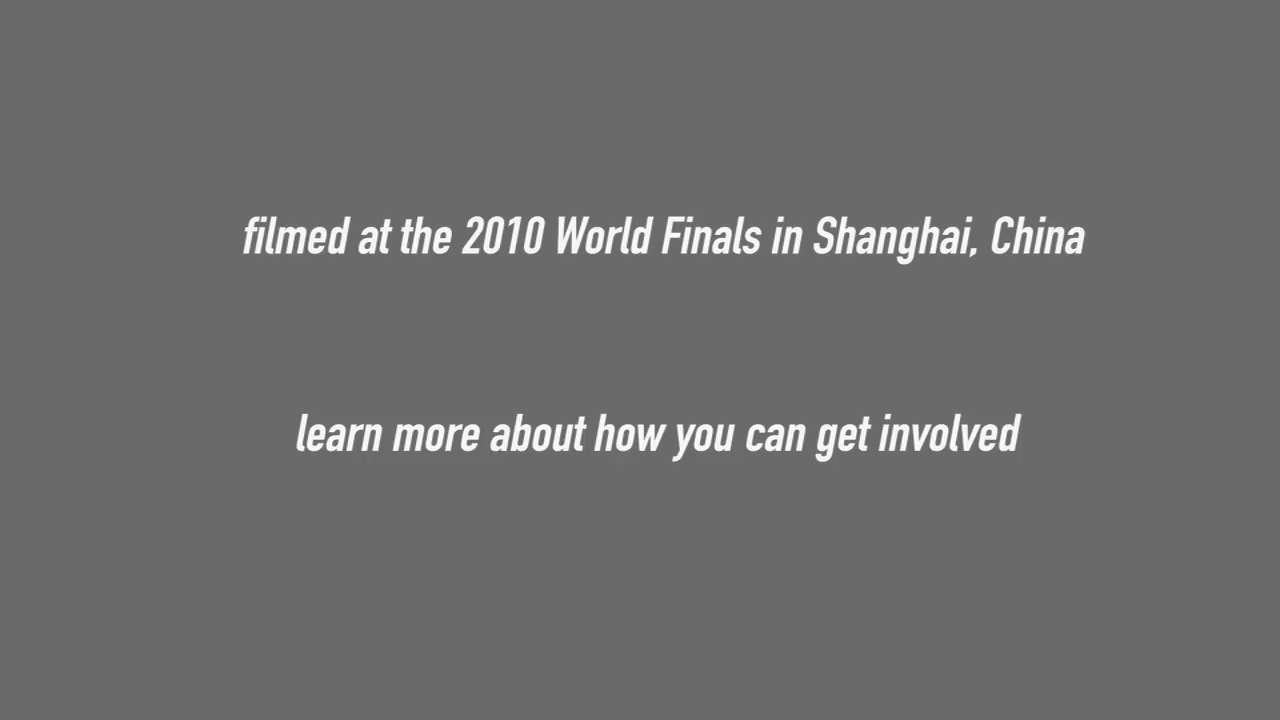 filmed at the 2010 World Finals in Shanghai, China
learn more about how you can get involved